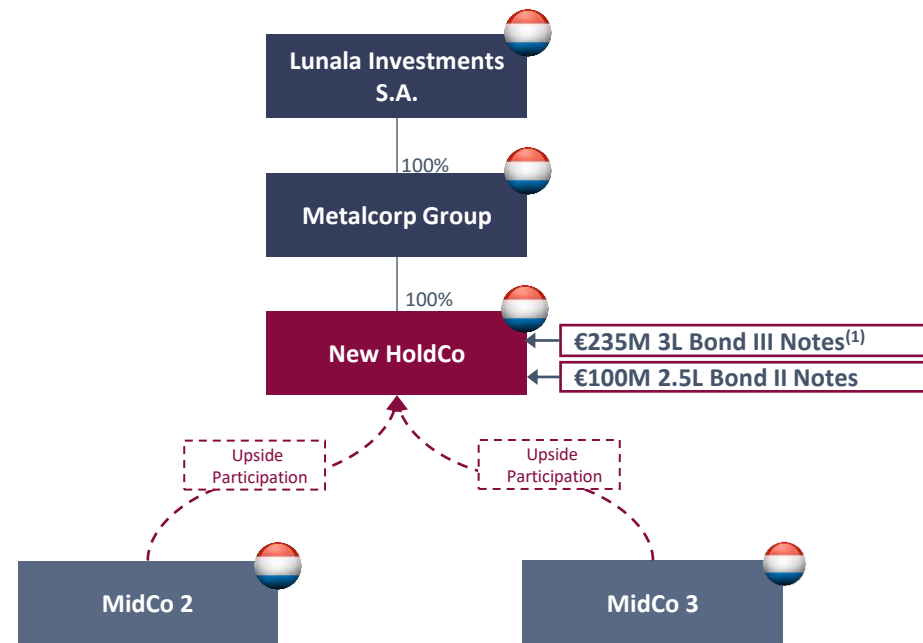 Lunala Investments
S.A.
100%
Metalcorp Group
100%
New HoldCo
€235M 3L Bond III Notes(1)
€100M 2.5L Bond II Notes
Upside
Participation
Upside
Participation
MidCo 2
MidCo 3